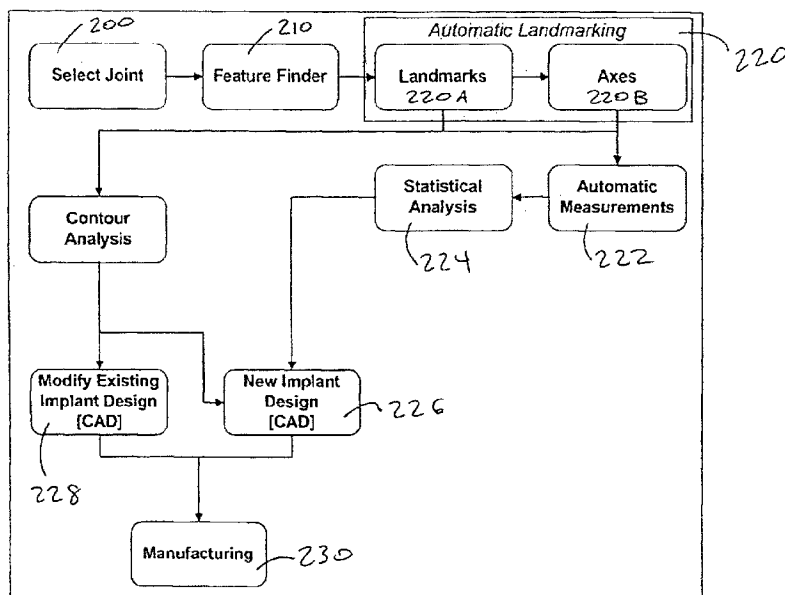 200
210
Automatic Landmarking
220
Select Joint
Feature Finder
Landmarks
220A
Axes
220B
Contour
Analysis
Statistical
Analysis
224
Automatic
Measurements
222
Modify Existing
Implant Design
[CAD]
228
New Implant
Design
[CAD]
226
Manufacturing
230